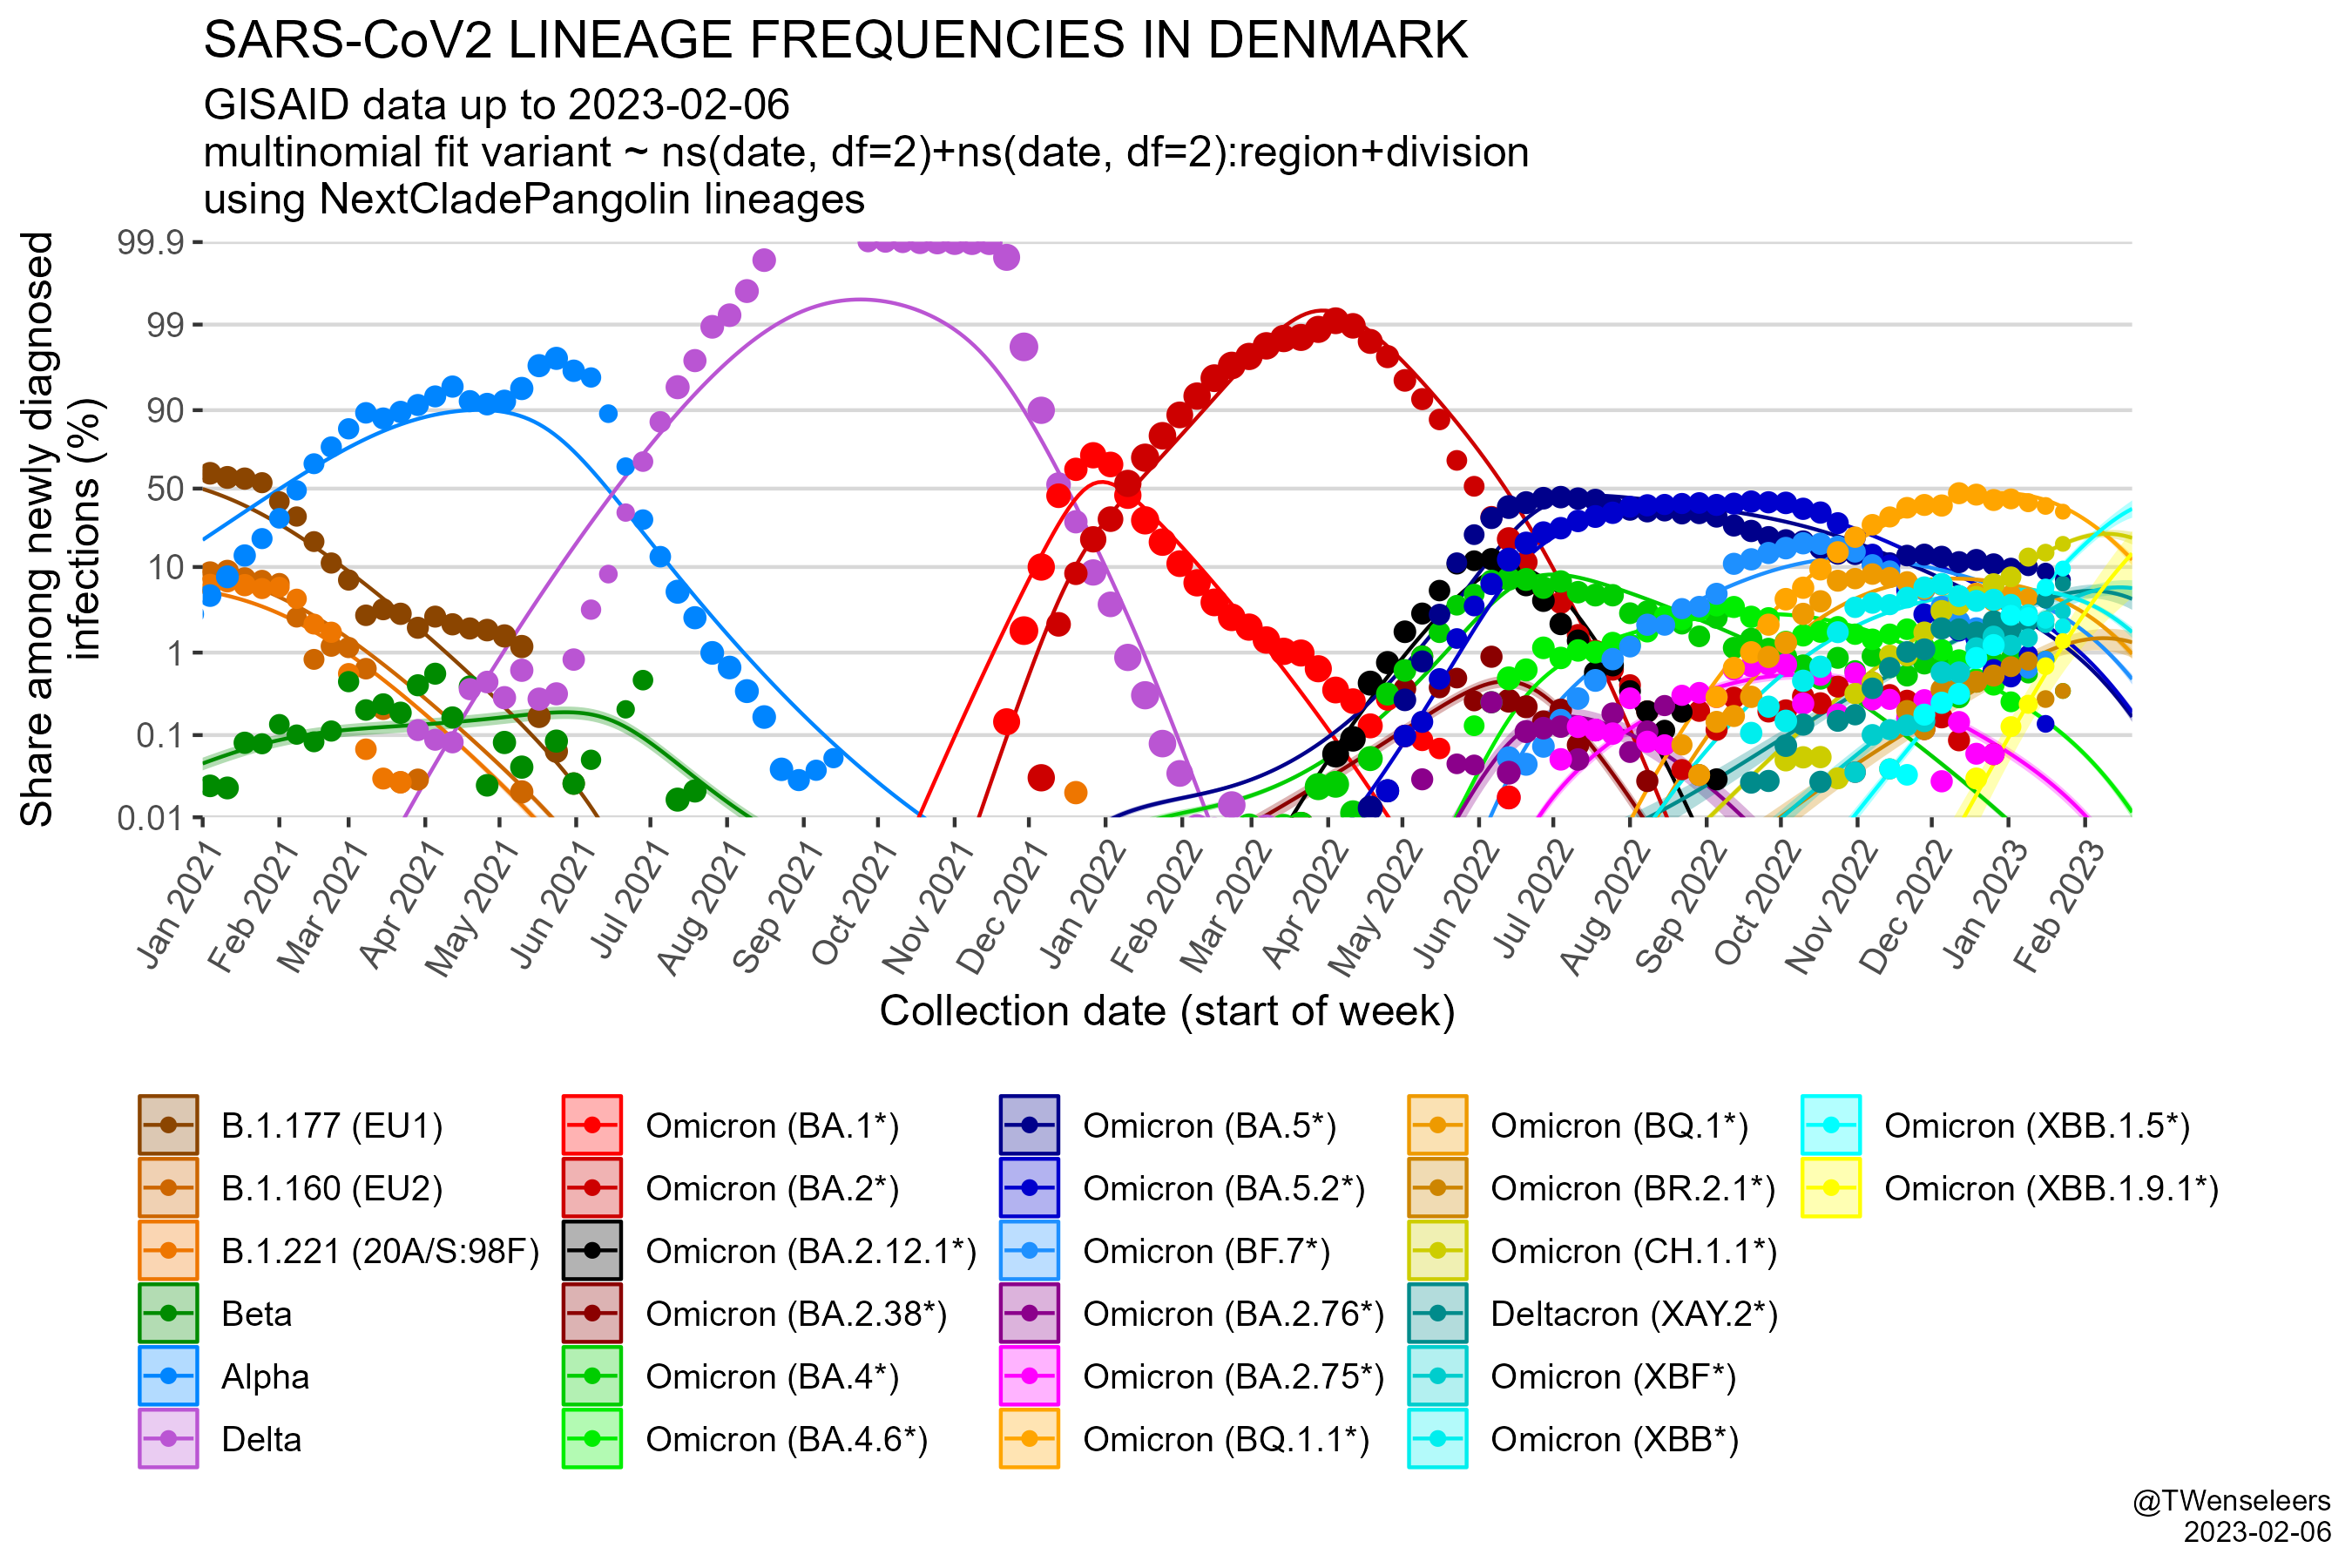 SARS-CoV2 LINEAGE FREQUENCIES IN DENMARK
GISAID data up to 2023-02-06
multinomial fit variant ~ ns(date, df=2)+ns(date, df=2):region+division
using NextCladePangolin lineages
Share among newly diagnosed
infections (%)
99.9
99
90
50
10
1
0.1
0.01
Jan 2021
Feb 2021
Mar 2021
Apr 2021
May 2021
Jun 2021
Jul 2021
Aug 2021
Sep 2021
Oct 2021
Nov 2021
Dec 2021
Jan 2022
Feb 2022
Mar 2022
Apr 2022
May 2022
Jun 2022
Jul 2022
Aug 2022
Sep 2022
Oct 2022
Nov 2022
Dec 2022
Jan 2023
Feb 2023
Collection date (start of week)
B.1.177 (EU1)
B.1.160 (EU2)
B.1.221 (20A/S:98F)
Beta
Alpha
Delta
Omicron (BA.1*)
Omicron (BA.2*)
Omicron (BA.2.12.1*)
Omicron (BA.2.38*)
Omicron (BA.4*)
Omicron (BA.4.6*)
Omicron (BA.5*)
Omicron (BA.5.2*)
Omicron (BF.7*)
Omicron (BA.2.76*)
Omicron (BA.2.75*)
Omicron (BQ.1.1*)
Omicron (BQ.1*)
Omicron (BR.2.1*)
Omicron (CH.1.1*)
Deltacron (XAY.2*)
Omicron (XBF*)
Omicron (XBB*)
Omicron (XBB.1.5*)
Omicron (XBB.1.9.1*)
@TWenseleers
2023-02-06